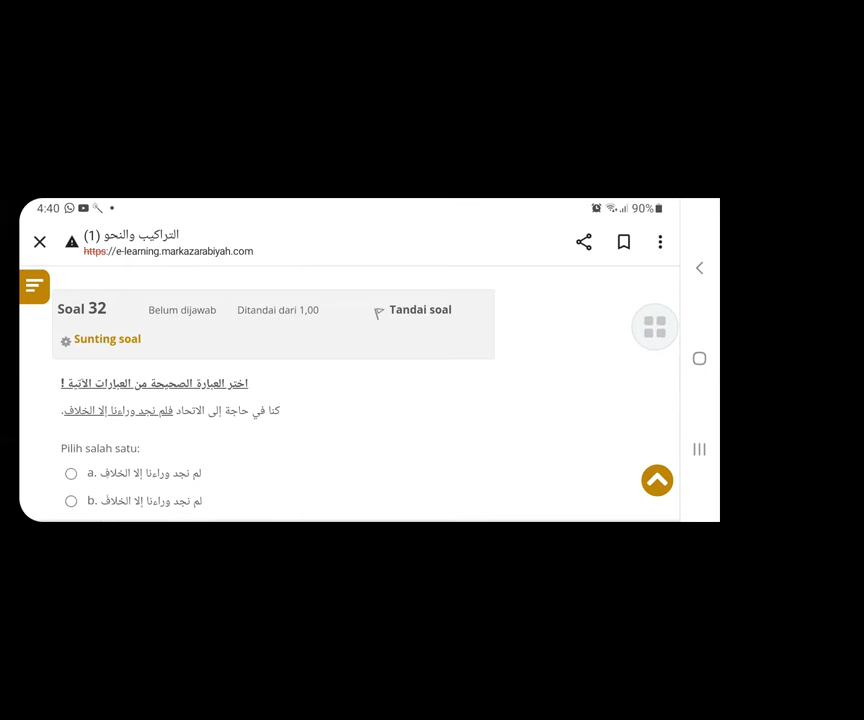 4:40
90%
التراكيب والنحو (1)
https://e-learning.markazarabiyah.com
Soal 32
Belum dijawab
Ditandai dari 1,00
Tandai soal
Sunting soal
اختر العبارة الصحيحة من العبارات الآتية !
كنا في حاجة إلى الاتحاد فلم نجد وراءنا إلا الخلاف.
Pilih salah satu:
a. لم نجد وراءنا إلا الخلافِ
b. لم نجد وراءنا إلا الخلافُ